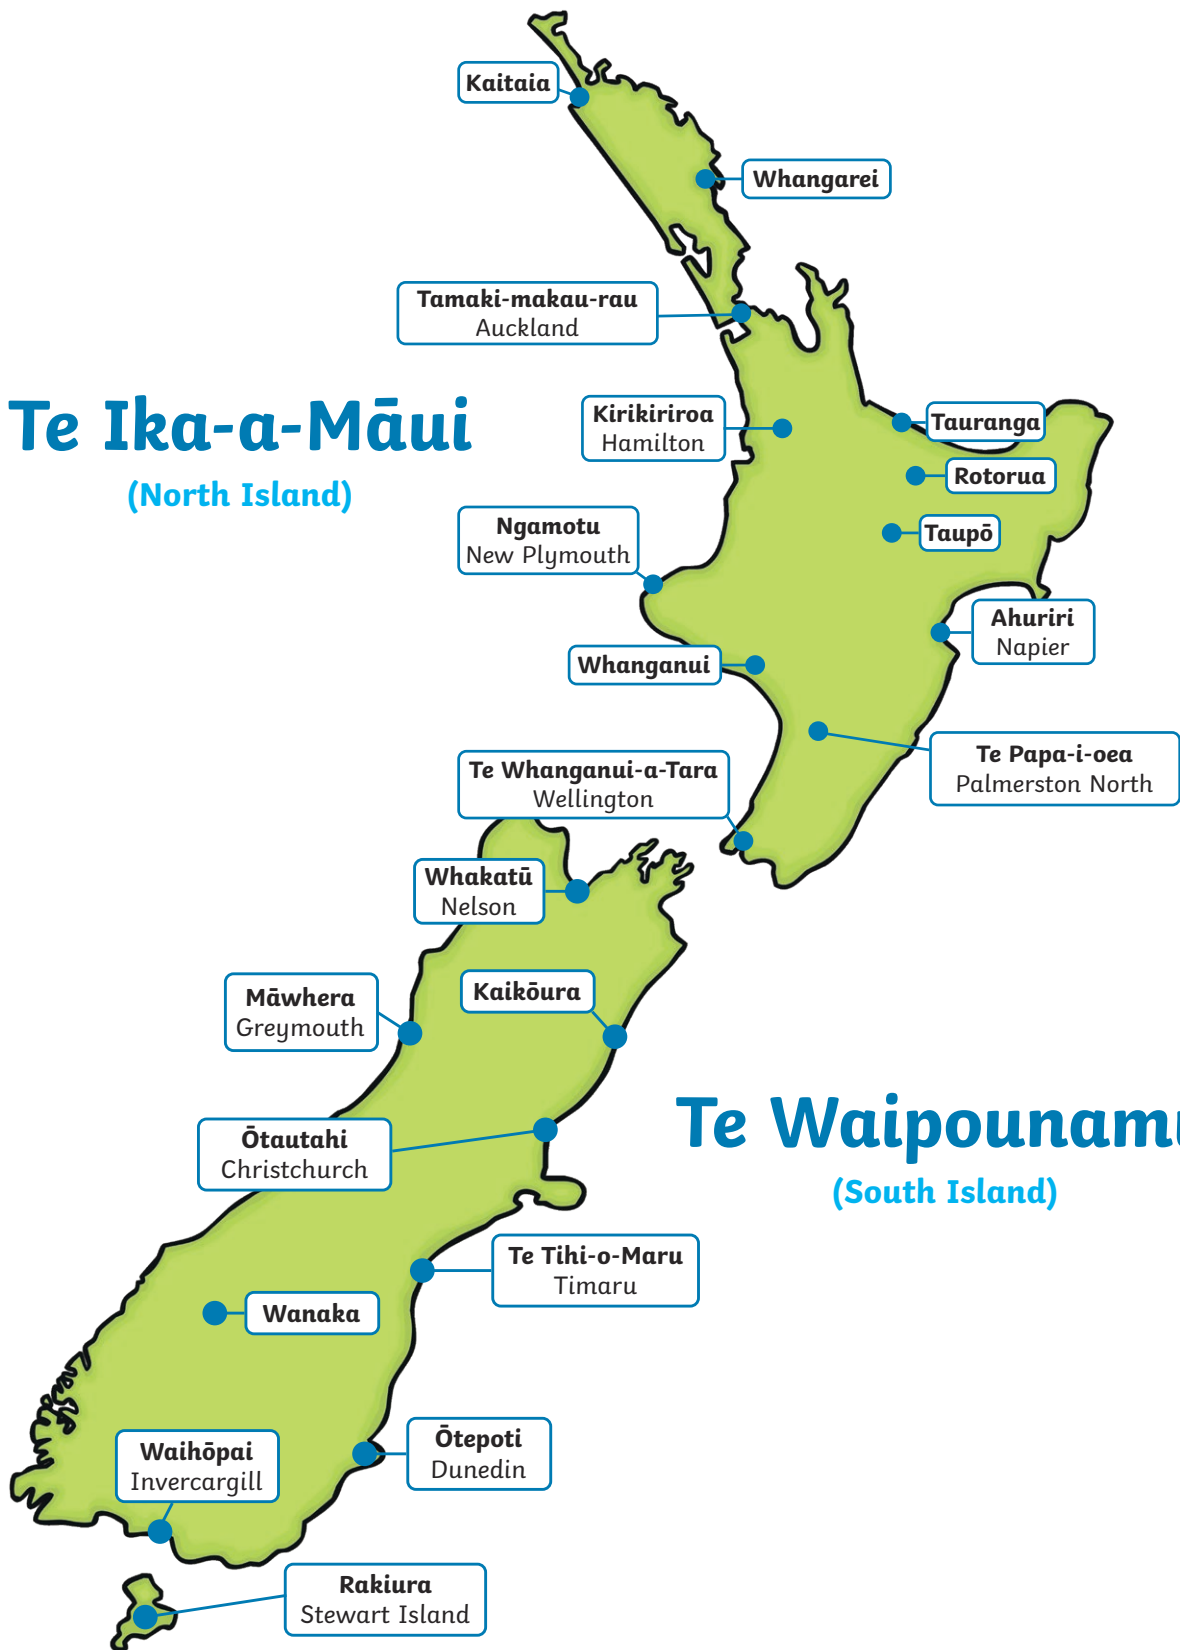 Kaitaia
Whangarei
Tamaki-makau-rau
Auckland
Te Ika-a-Māui
(North Island)
Kirikiriroa
Hamilton
Tauranga
Rotorua
Ngamotu
New Plymouth
Taupō
Ahuriri
Napier
Whanganui
Te Papa-i-oea
Palmerston North
Te Whanganui-a-Tara
Wellington
Whakatū
Nelson
Māwhera
Greymouth
Kaikōura
Te Waipounamu
(South Island)
Ōtautahi
Christchurch
Te Tihi-o-Maru
Timaru
Wanaka
Ōtepoti
Dunedin
Waihōpai
Invercargill
Rakiura
Stewart Island